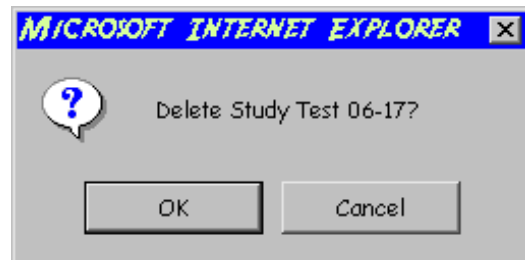 MICROSOFT INTERNET EXPLORER
Delete Study Test 06-17?
OK
Cancel